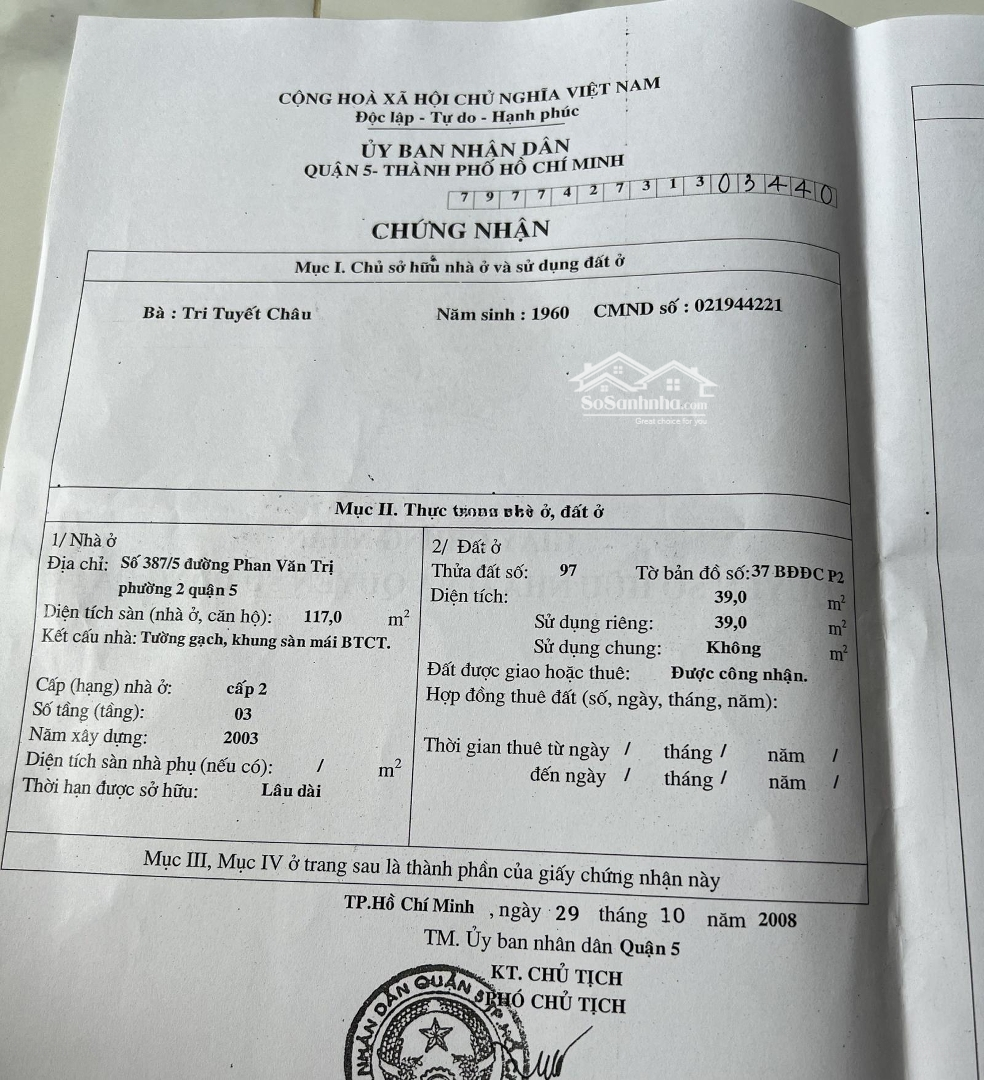 CỘNG HOÀ XÃ HỘI CHỦ NGHĨA VIỆT NAM
Độc lập - Tự do - Hạnh phúc
ỦY BAN NHÂN DÂN
QUẬN 5- THÀNH PHỐ HỒ CHÍ MINH
7 9 7 7 4 2 7 3 1 3 0 3 4 4 0
CHỨNG NHẬN
Mục I. Chủ sở hữu nhà ở và sử dụng đất ở
Bà : Tri Tuyết Châu Năm sinh : 1960 CMND số : 021944221
SoSanhnha.com
Great choice for you
Mục II. Thực trong nhè ở, đất ở
1/ Nhà ở
Địa chỉ: Số 387/5 đường Phan Văn Trị
phường 2 quận 5
Diện tích sàn (nhà ở, căn hộ): 117,0 m²
Kết cấu nhà: Tường gạch, khung sàn mái BTCT.
Cấp (hạng) nhà ở: cấp 2
Số tầng (tầng): 03
Năm xây dựng: 2003
Diện tích sàn nhà phụ (nếu có): / m²
Thời hạn được sở hữu: Lâu dài
2/ Đất ở
Thửa đất số: 97 Tờ bản đồ số: 37 BĐĐC P2
Diện tích: 39,0 m²
Sử dụng riêng: 39,0 m²
Sử dụng chung: Không m²
Đất được giao hoặc thuê: Được công nhận.
Hợp đồng thuê đất (số, ngày, tháng, năm):
Thời gian thuê từ ngày / tháng / năm /
đến ngày / tháng / năm /
Mục III, Mục IV ở trang sau là thành phần của giấy chứng nhận này
TP.Hồ Chí Minh , ngày 29 tháng 10 năm 2008
TM. Ủy ban nhân dân Quận 5
KT. CHỦ TỊCH
PHÓ CHỦ TỊCH
NHÂN DÂN QUẬN 5 TP.